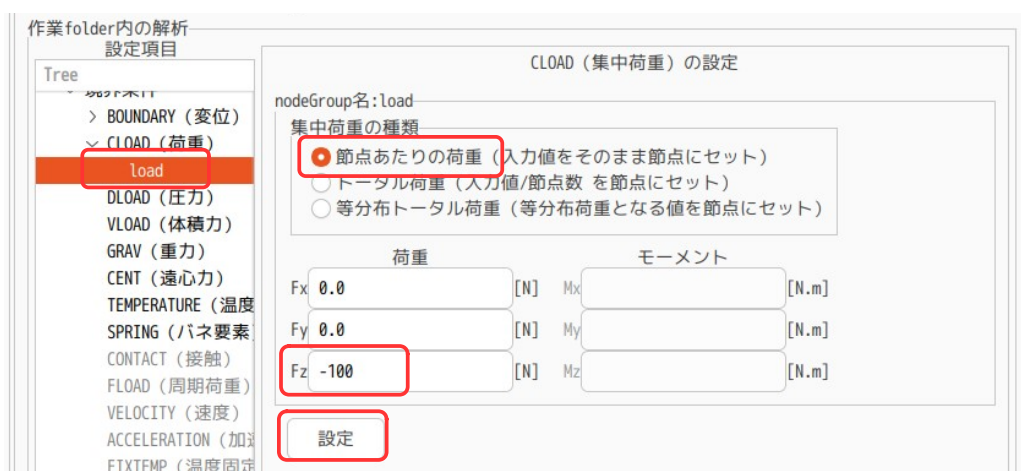 作業folder内の解析
設定項目
Tree
境界条件
BOUNDARY (変位)
CLOAD (荷重)
load
DLOAD (圧力)
VLOAD (体積力)
GRAV (重力)
CENT (遠心力)
TEMPERATURE (温度
SPRING (バネ要素
CONTACT (接触)
FLOAD (周期荷重)
VELOCITY (速度)
ACCELERATION (加速
FIXTEMP (温度固定
CLOAD (集中荷重) の設定
nodeGroup名:load
集中荷重の種類
節点あたりの荷重 (入力値をそのまま節点にセット)
トータル荷重 (入力値/節点数 を節点にセット)
等分布トータル荷重 (等分布荷重となる値を節点にセット)
荷重 モーメント
Fx 0.0 [N] Mx [N.m]
Fy 0.0 [N] My [N.m]
Fz -100 [N] Mz [N.m]
設定